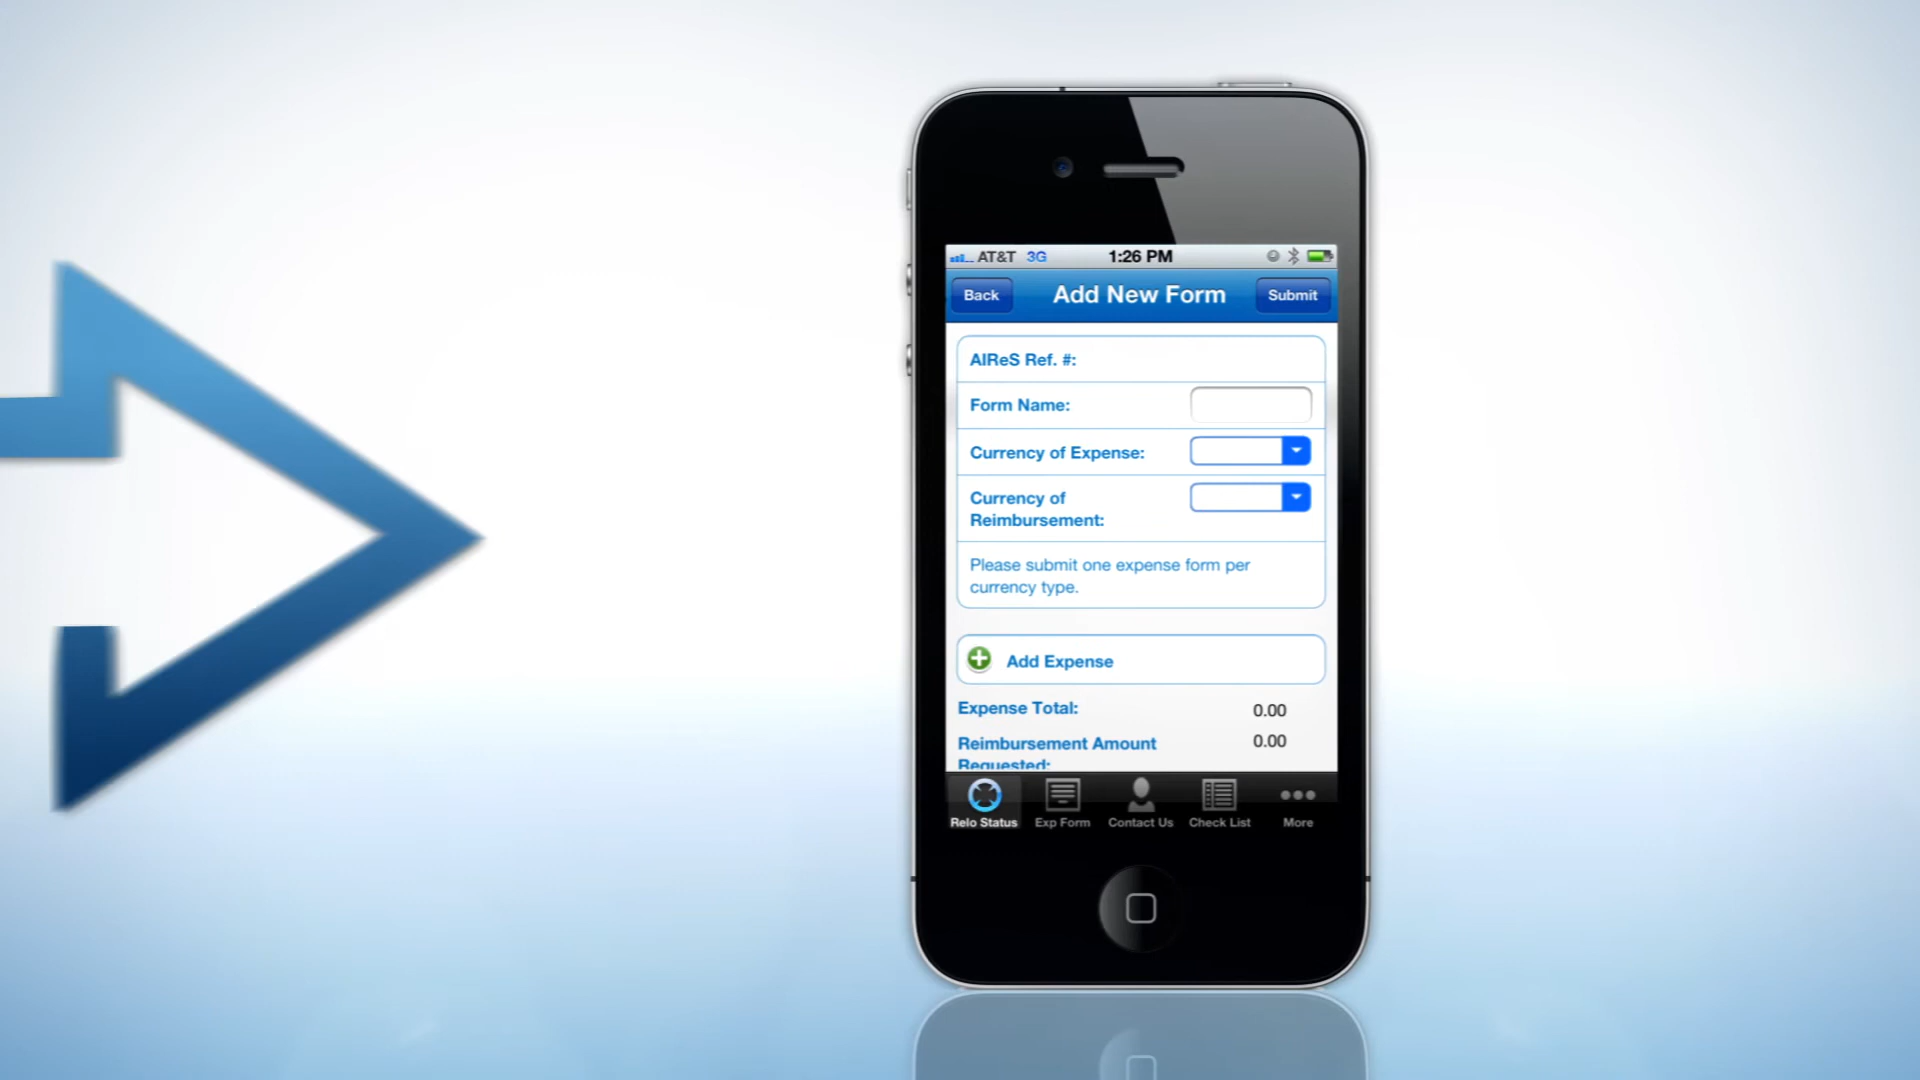 AT&T 3G 1:26 PM
Back Add New Form Submit
AIReS Ref. #:
Form Name:
Currency of Expense:
Currency of
Reimbursement:
Please submit one expense form per
currency type.
Add Expense
Expense Total: 0.00
Reimbursement Amount 0.00
Requested:
Relo Status Exp Form Contact Us Check List More